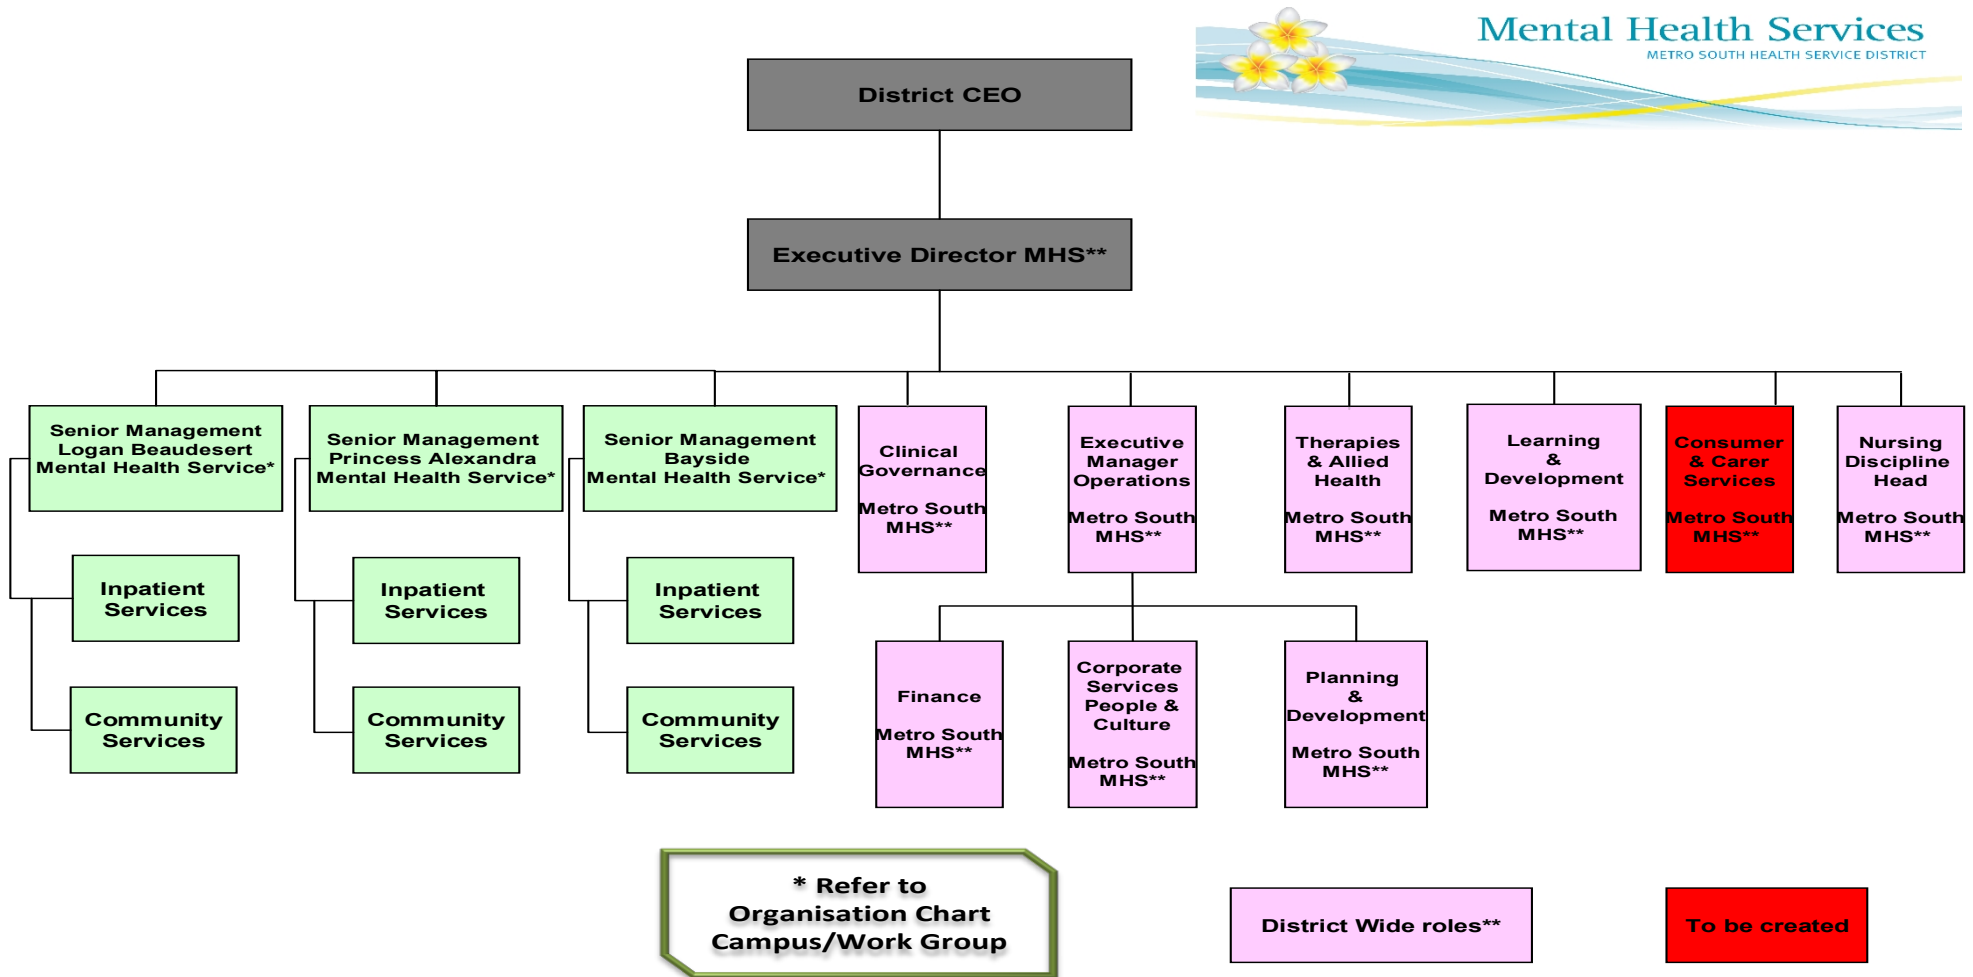 Mental Health Services
METRO SOUTH HEALTH SERVICE DISTRICT
District CEO
Executive Director MHS**
Senior Management
Logan Beaudesert
Mental Health Service*
Senior Management
Princess Alexandra
Mental Health Service*
Senior Management
Bayside
Mental Health Service*
Clinical
Governance
Metro South
MHS**
Executive
Manager
Operations
Metro South
MHS**
Therapies
& Allied
Health
Metro South
MHS**
Learning
&
Development
Metro South
MHS**
Consumer
& Carer
Services
Metro South
MHS**
Nursing
Discipline
Head
Metro South
MHS**
Inpatient
Services
Inpatient
Services
Inpatient
Services
Community
Services
Community
Services
Community
Services
Finance
Metro South
MHS**
Corporate
Services
People &
Culture
Metro South
MHS**
Planning
&
Development
Metro South
MHS**
* Refer to
Organisation Chart
Campus/Work Group
District Wide roles**
To be created